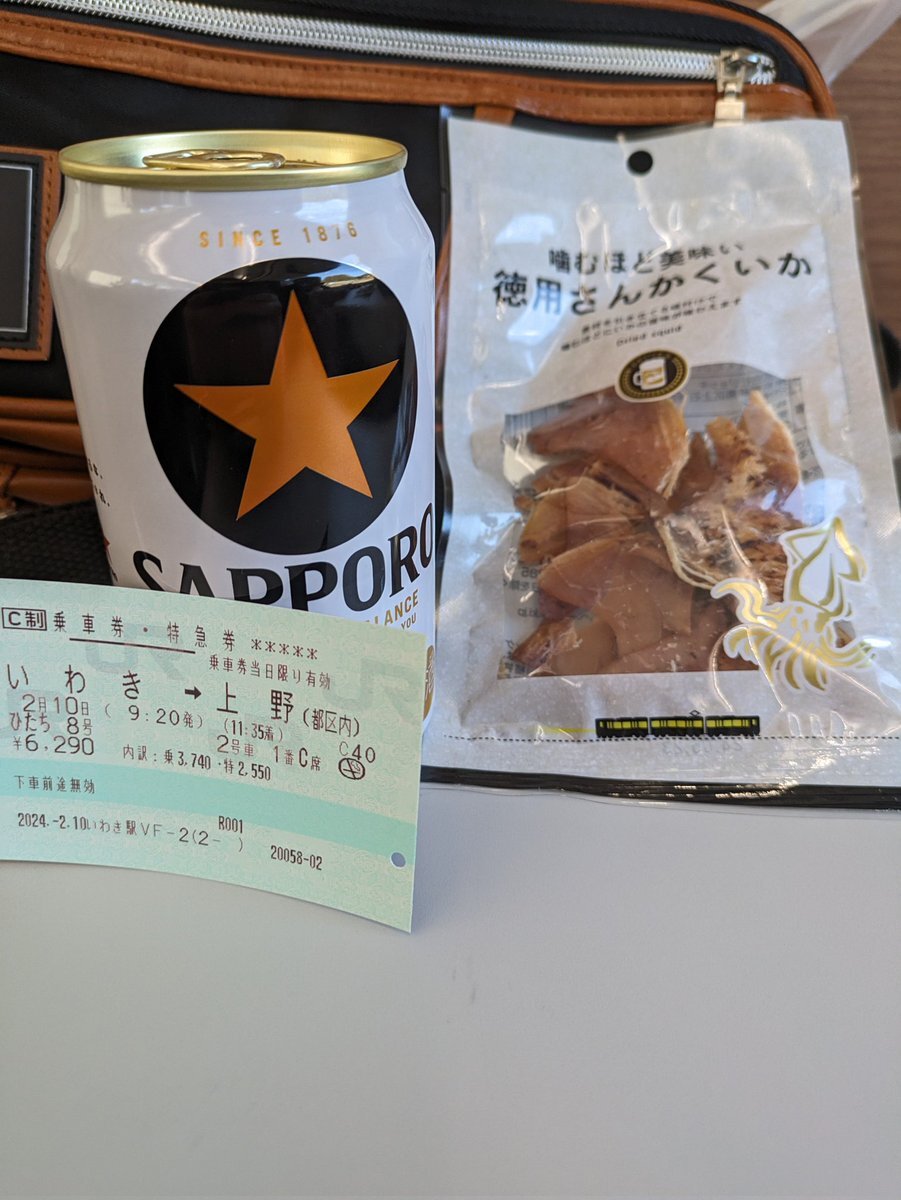 SINCE 1876
SAPPORO
LANCE
YOU
噛むほど美味い
徳用さんかくいか
Dried squid
C制 乗車券・特急券 *****
乗車券当日限り有効
いわき → 上野(都区内)
2月10日 ( 9:20発) (11:35着) C40
ひたち 8号 2号車 1番C席
¥6,290 内訳:乗3,740・特2,550
下車前途無効
2024.-2.10いわき駅VF-2(2- ) R001
20058-02